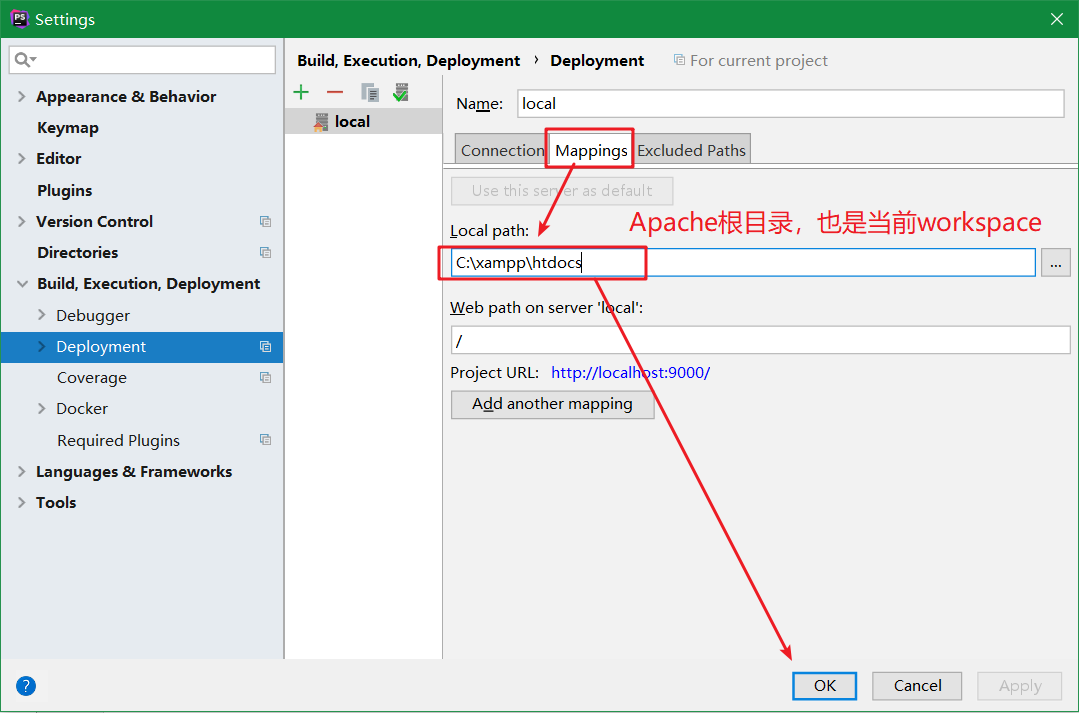 PS
Settings
Appearance & Behavior
Keymap
Editor
Plugins
Version Control
Directories
Build, Execution, Deployment
Debugger
Deployment
Coverage
Docker
Required Plugins
Languages & Frameworks
Tools
?
Build, Execution, Deployment › Deployment For current project
local
Name: local
Connection Mappings Excluded Paths
Use this server as default
Apache根目录，也是当前workspace
Local path:
C:\xampp\htdocs
...
Web path on server 'local':
/
Project URL: http://localhost:9000/
Add another mapping
OK Cancel Apply